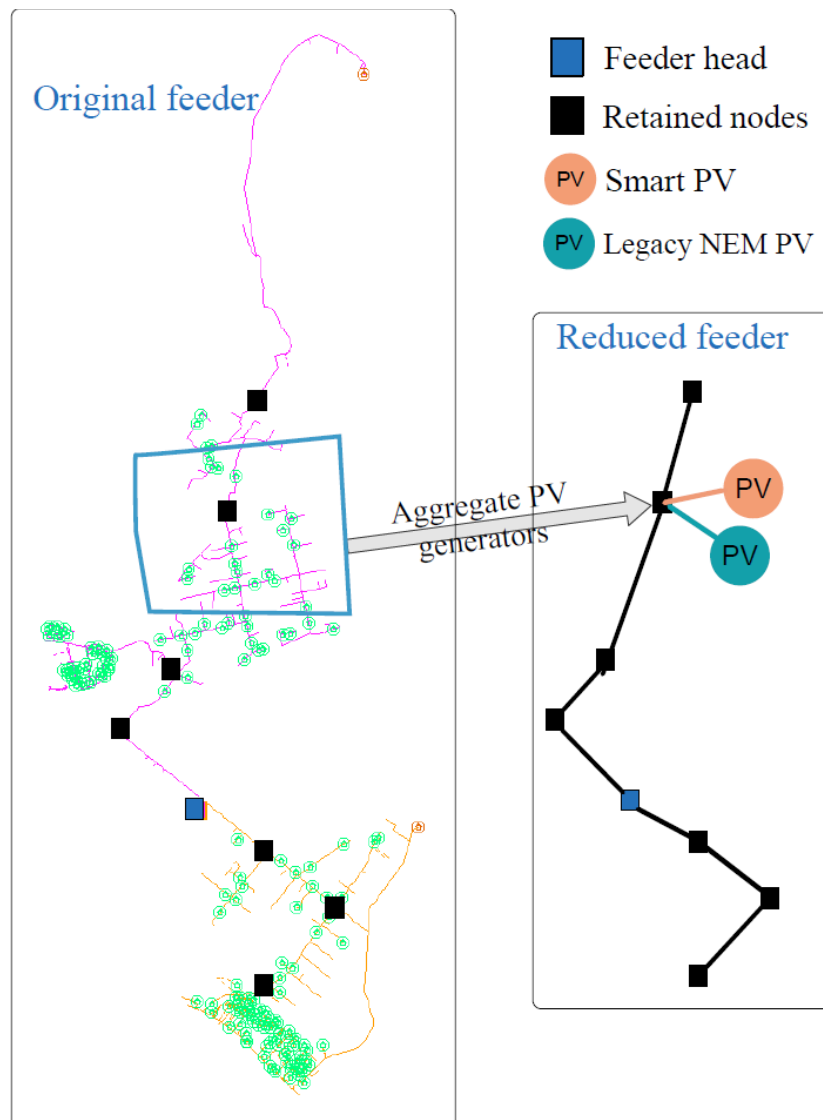 Original feeder
Feeder head
Retained nodes
PV Smart PV
PV Legacy NEM PV
Reduced feeder
Aggregate PV
generators
PV
PV